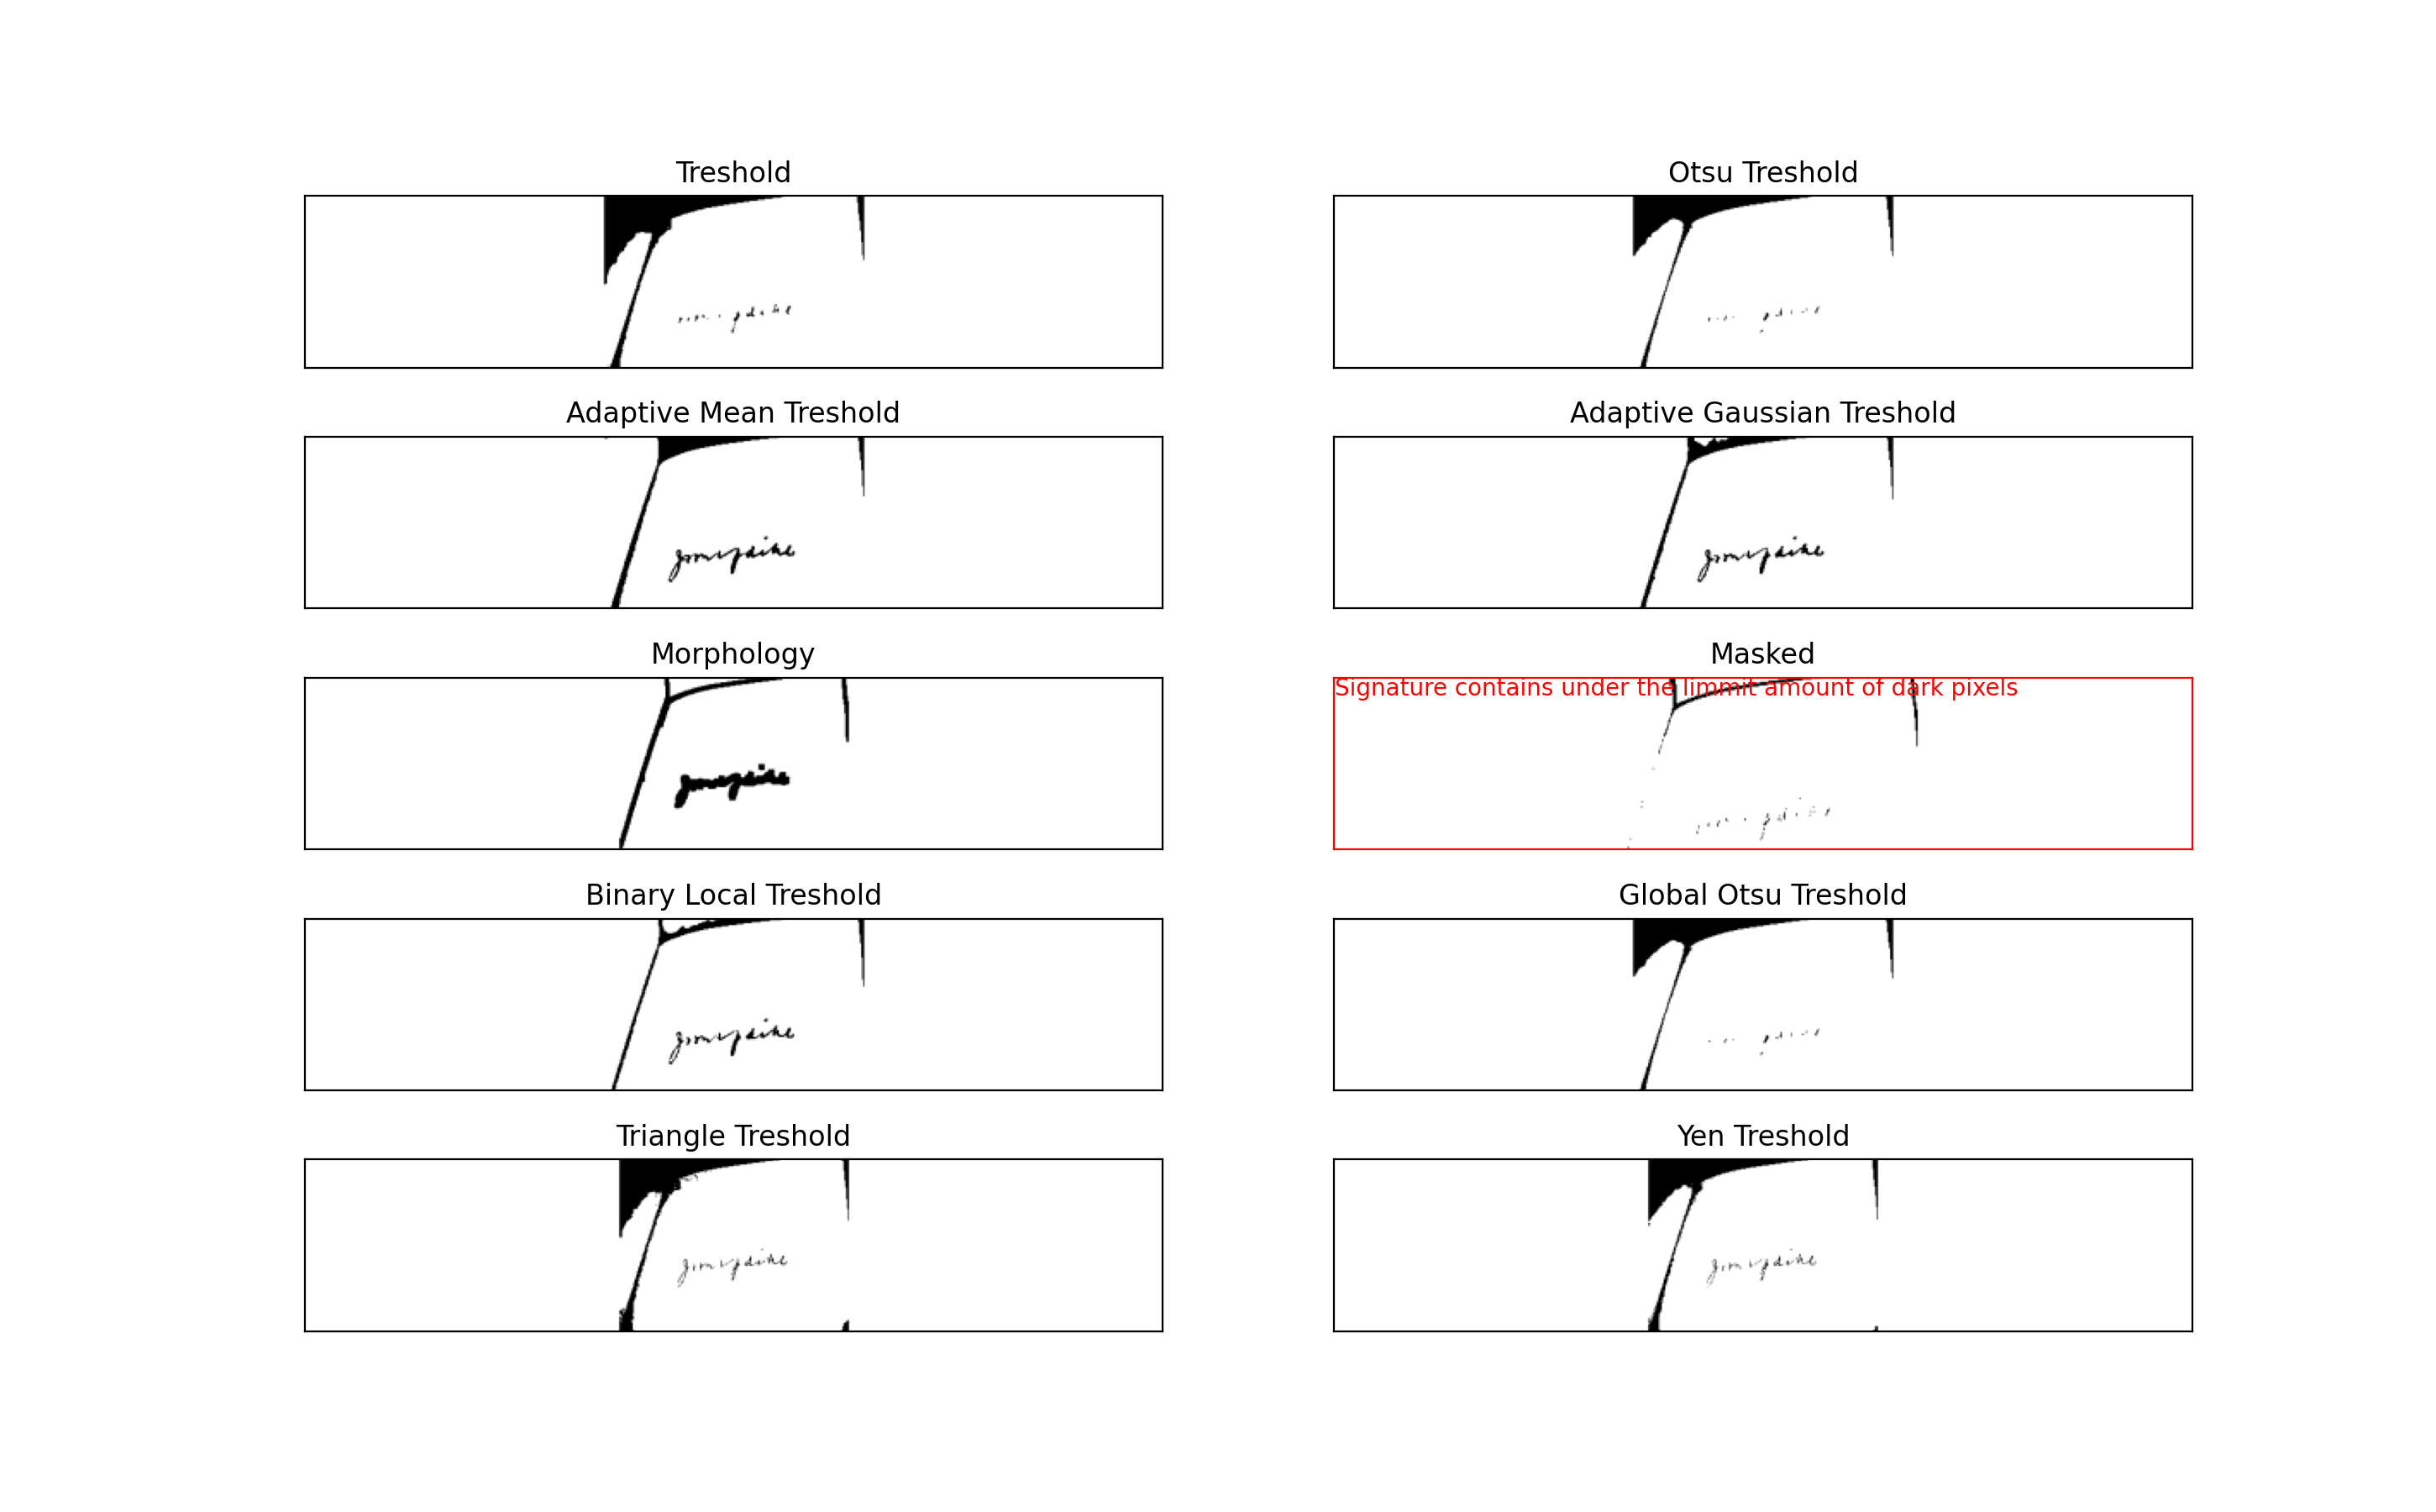 Treshold
Otsu Treshold
Adaptive Mean Treshold
Adaptive Gaussian Treshold
Morphology
Masked
Signature contains under the limmit amount of dark pixels
Binary Local Treshold
Global Otsu Treshold
Triangle Treshold
Yen Treshold